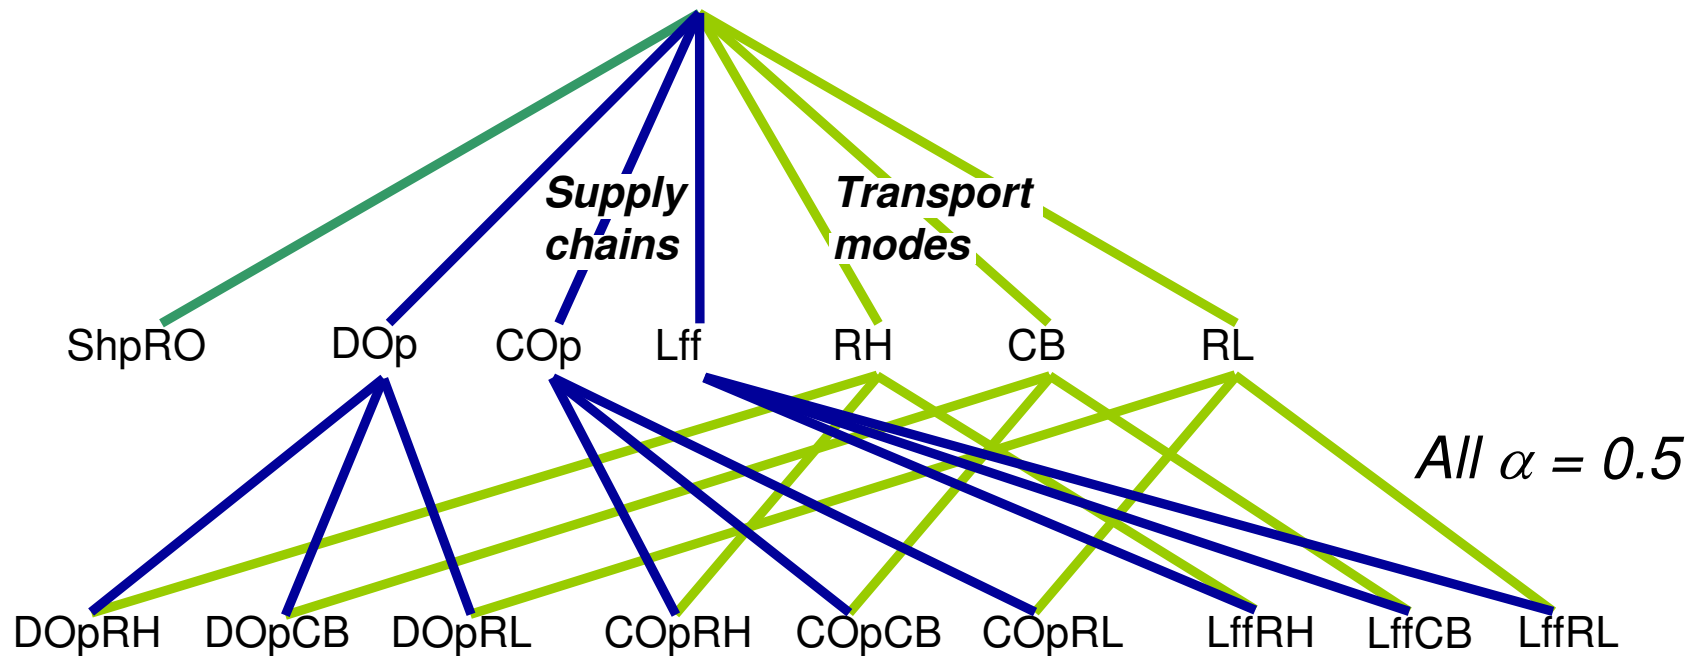 Supply
chains
Transport
modes
ShpRO DOp COp Lff RH CB RL
All α = 0.5
DOpRH DOpCB DOpRL COpRH COpCB COpRL LffRH LffCB LffRL